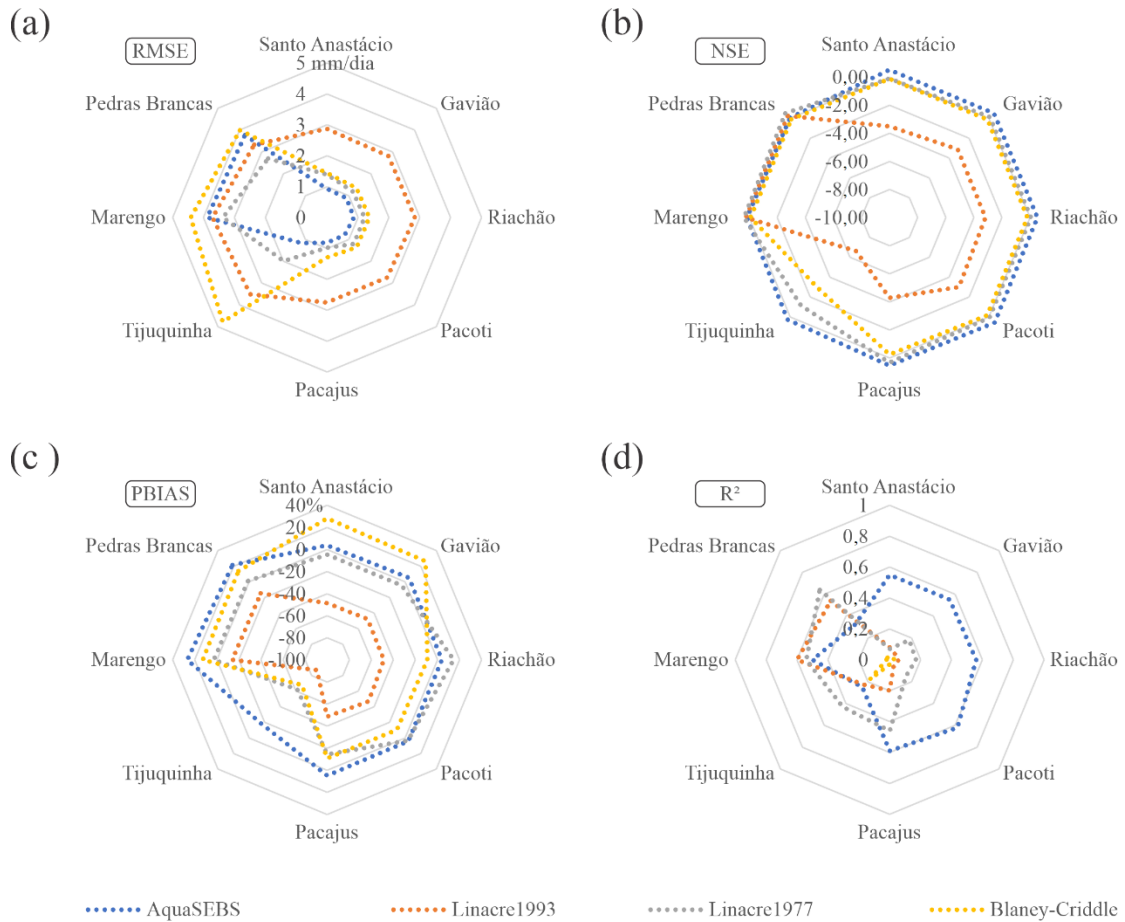 (a)
RMSE
Santo Anastácio
5 mm/dia
4
3
2
1
0
Gavião
Riachão
Pacoti
Pacajus
Tijuquinha
Marengo
Pedras Brancas
(b)
NSE
Santo Anastácio
0,00
-2,00
-4,00
-6,00
-8,00
-10,00
Gavião
Riachão
Pacoti
Pacajus
Tijuquinha
Marengo
Pedras Brancas
(c )
PBIAS
Santo Anastácio
40%
20
0
-20
-40
-60
-80
-100
Gavião
Riachão
Pacoti
Pacajus
Tijuquinha
Marengo
Pedras Brancas
(d)
R²
Santo Anastácio
1
0,8
0,6
0,4
0,2
0
Gavião
Riachão
Pacoti
Pacajus
Tijuquinha
Marengo
Pedras Brancas
AquaSEBS
Linacre1993
Linacre1977
Blaney-Criddle